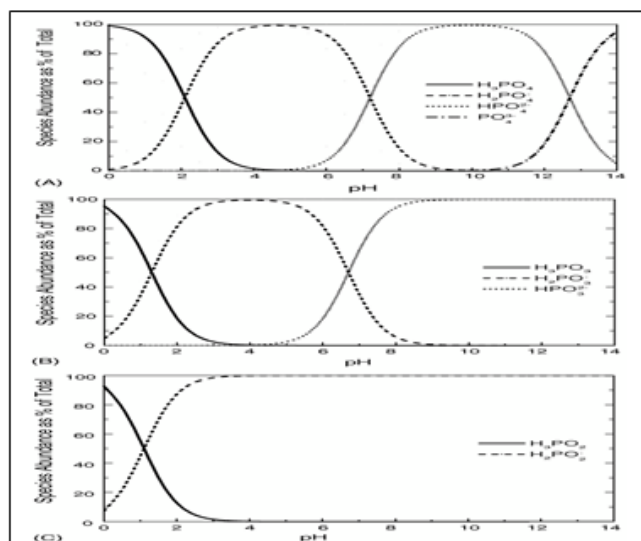 Species Abundance as % of Total
100
80
60
40
20
0
H₃PO₄
H₂PO₄⁻
HPO₄²⁻
PO₄³⁻
0 2 4 6 8 10 12 14
(A)
pH
Species Abundance as % of Total
100
80
60
40
20
0
H₃PO₃
H₂PO₃⁻
HPO₃²⁻
0 2 4 6 8 10 12 14
(B)
pH
Species Abundance as % of Total
100
80
60
40
20
0
H₃PO₂
H₂PO₂⁻
0 2 4 6 8 10 12 14
(C)
pH